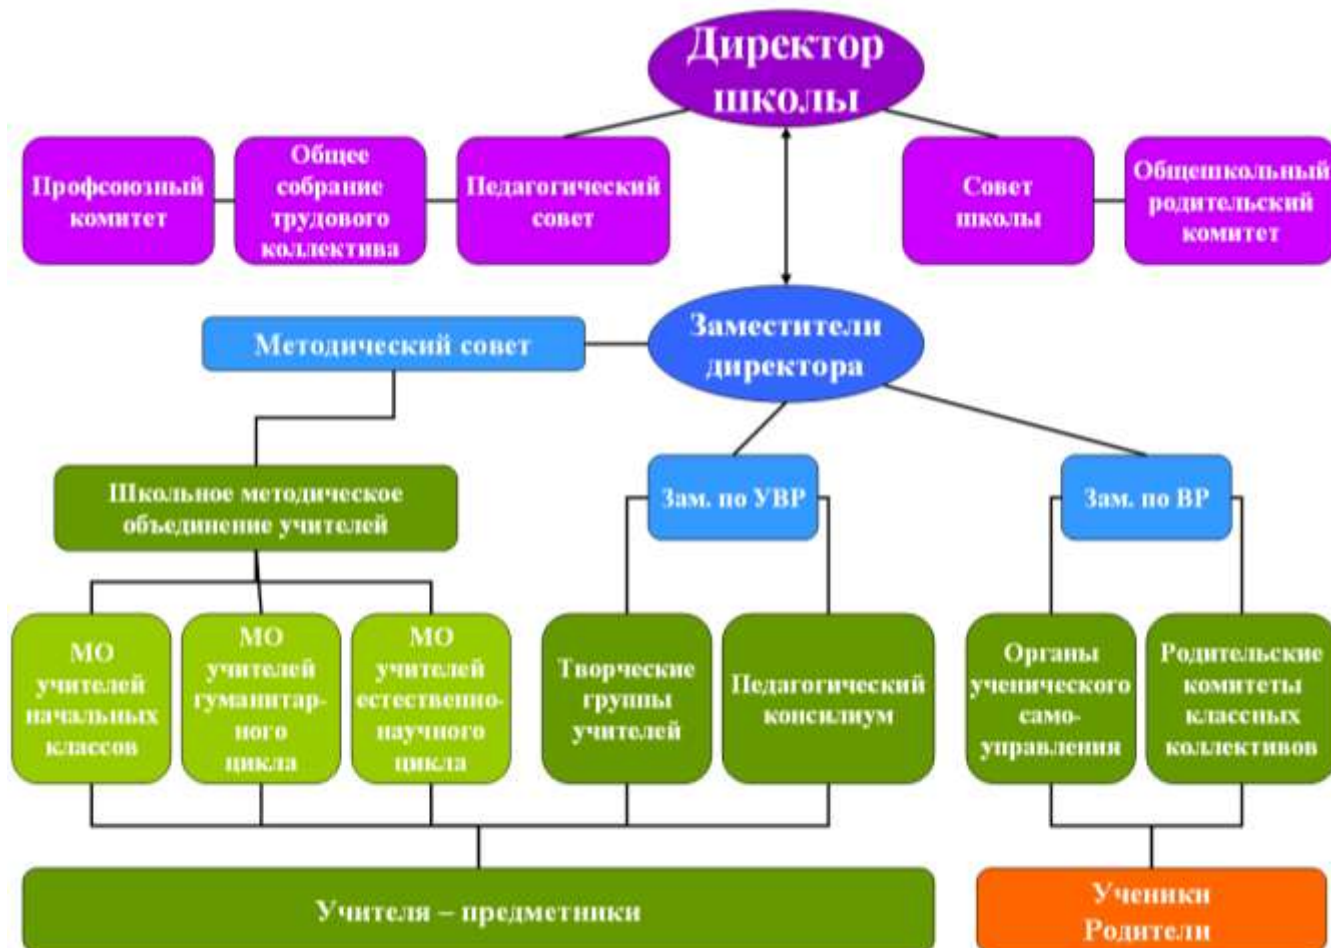 Директор
школы
Профсоюзный
комитет
Общее
собрание
трудового
коллектива
Педагогический
совет
Совет
школы
Общешкольный
родительский
комитет
Заместители
директора
Методический совет
Школьное методическое
объединение учителей
Зам. по УВР
Зам. по ВР
МО
учителей
начальных
классов
МО
учителей
гуманитар-
ного
цикла
МО
учителей
естественно-
научного
цикла
Творческие
группы
учителей
Педагогический
консилиум
Органы
ученического
само-
управления
Родительские
комитеты
классных
коллективов
Учителя – предметники
Ученики
Родители